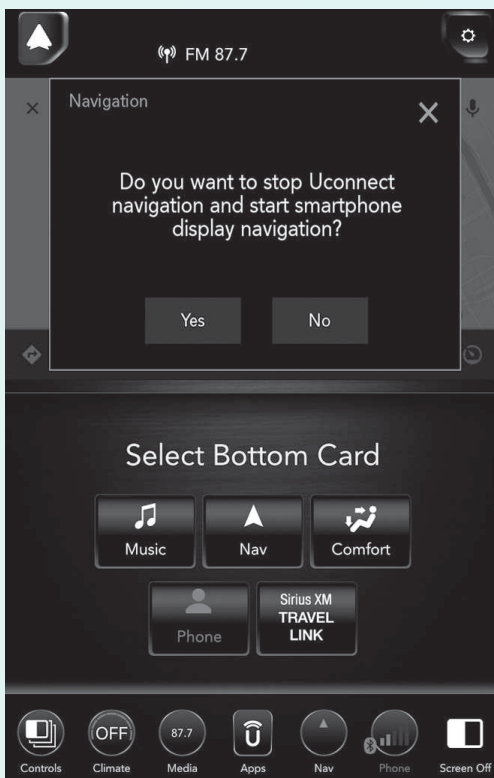 FM 87.7
Navigation
Do you want to stop Uconnect
navigation and start smartphone
display navigation?
Yes
No
Select Bottom Card
Music
Nav
Comfort
Phone
Sirius XM
TRAVEL
LINK
OFF
87.7
Controls
Climate
Media
Apps
Nav
Phone
Screen Off